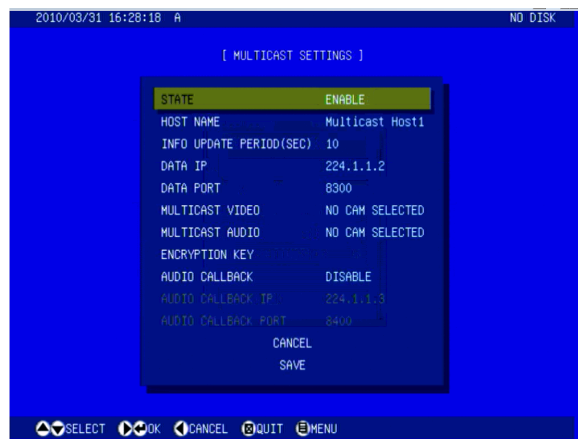 2010/03/31 16:28:18 A NO DISK
[ MULTICAST SETTINGS ]
STATE ENABLE
HOST NAME Multicast Host1
INFO UPDATE PERIOD(SEC) 10
DATA IP 224.1.1.2
DATA PORT 8300
MULTICAST VIDEO NO CAM SELECTED
MULTICAST AUDIO NO CAM SELECTED
ENCRYPTION KEY
AUDIO CALLBACK DISABLE
AUDIO CALLBACK IP 224.1.1.3
AUDIO CALLBACK PORT 8400
CANCEL
SAVE
SELECT OK CANCEL QUIT MENU